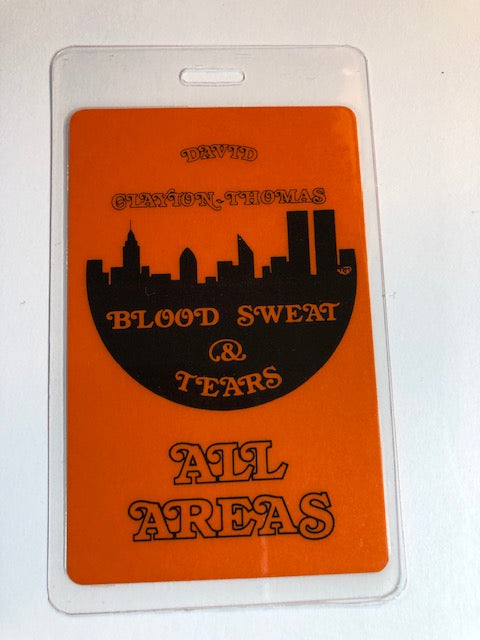 DAVID
CLAYTON-THOMAS
BLOOD SWEAT
&
TEARS
ALL
AREAS